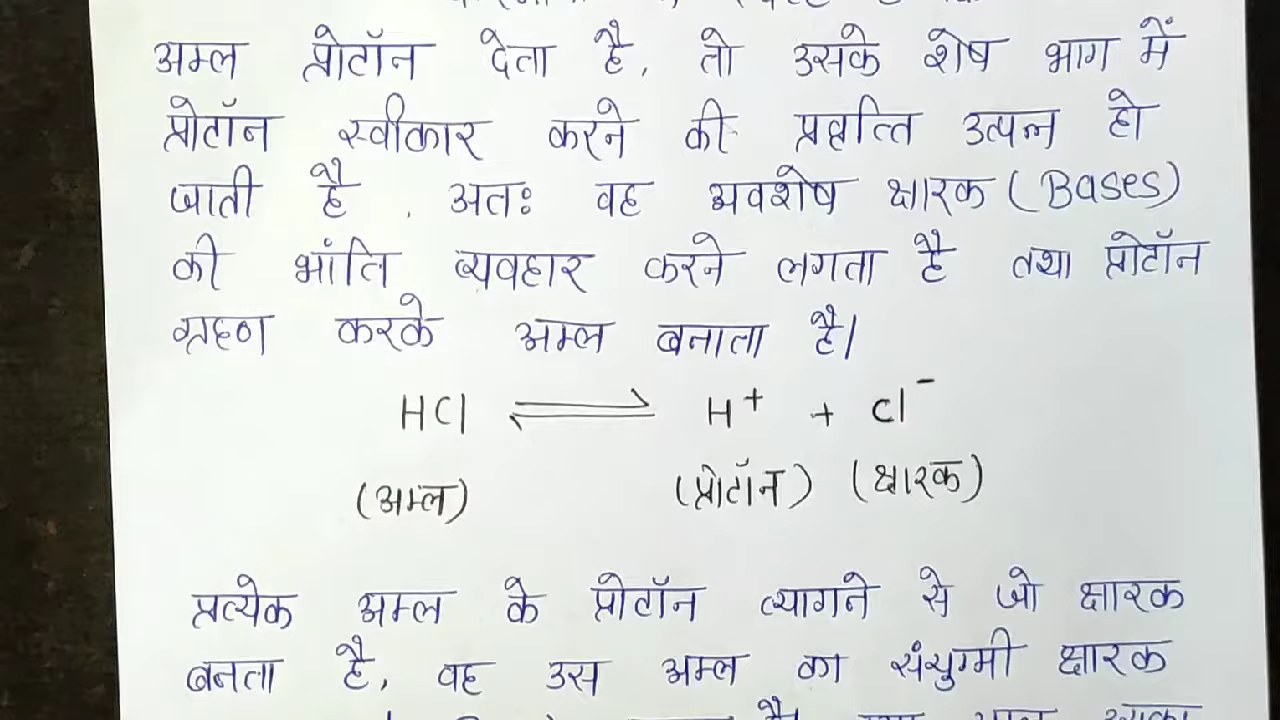 अम्ल प्रोटॉन देता है, तो उसके शेष भाग में
प्रोटॉन स्वीकार करने की प्रवृत्ति उत्पन्न हो
जाती है . अतः वह अवशेष क्षारक (Bases)
की भांति व्यवहार करने लगता है तथा प्रोटॉन
ग्रहण करके अम्ल बनाता है।
HCl ⇌ H⁺ + Cl⁻
(अम्ल) (प्रोटॉन) (क्षारक)
प्रत्येक अम्ल के प्रोटॉन त्यागने से जो क्षारक
बनता है, वह उस अम्ल का संयुग्मी क्षारक